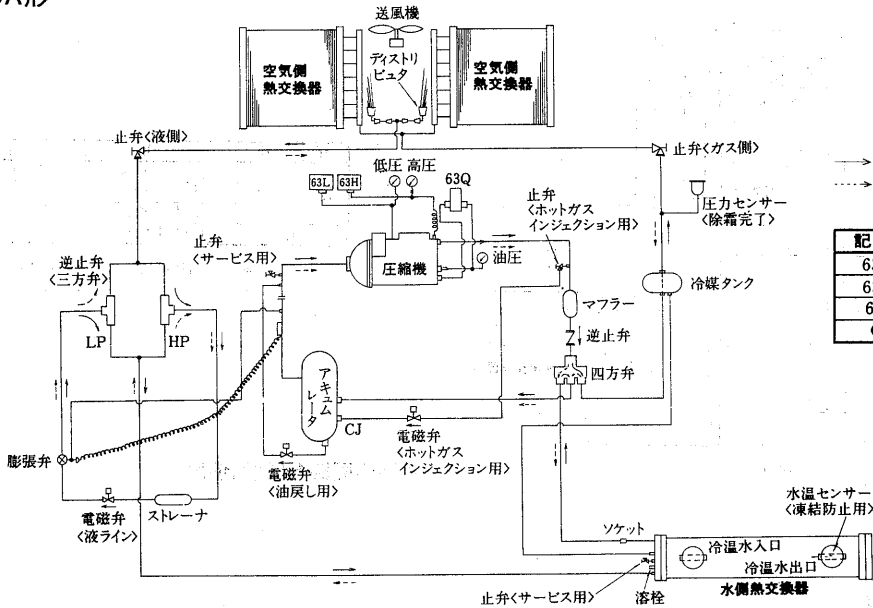 送風機
ディストリ
ビュタ
空気側
熱交換器
空気側
熱交換器
止弁<液側>
止弁<ガス側>
低圧 高圧
63L
63H
63Q
圧力センサー
<除霜完了>
止弁
<サービス用>
止弁
<ホットガス
インジェクション用>
油圧
圧縮機
逆止弁
<三方弁>
LP
HP
マフラー
冷媒タンク
逆止弁
四方弁
アキュム
レータ
CJ
電磁弁
<ホットガス
インジェクション用>
膨張弁
電磁弁
<油戻し用>
電磁弁
<液ライン>
ストレーナ
ソケット
水温センサー
<凍結防止用>
冷温水入口
冷温水出口
水側熱交換器
止弁<サービス用>
溶栓